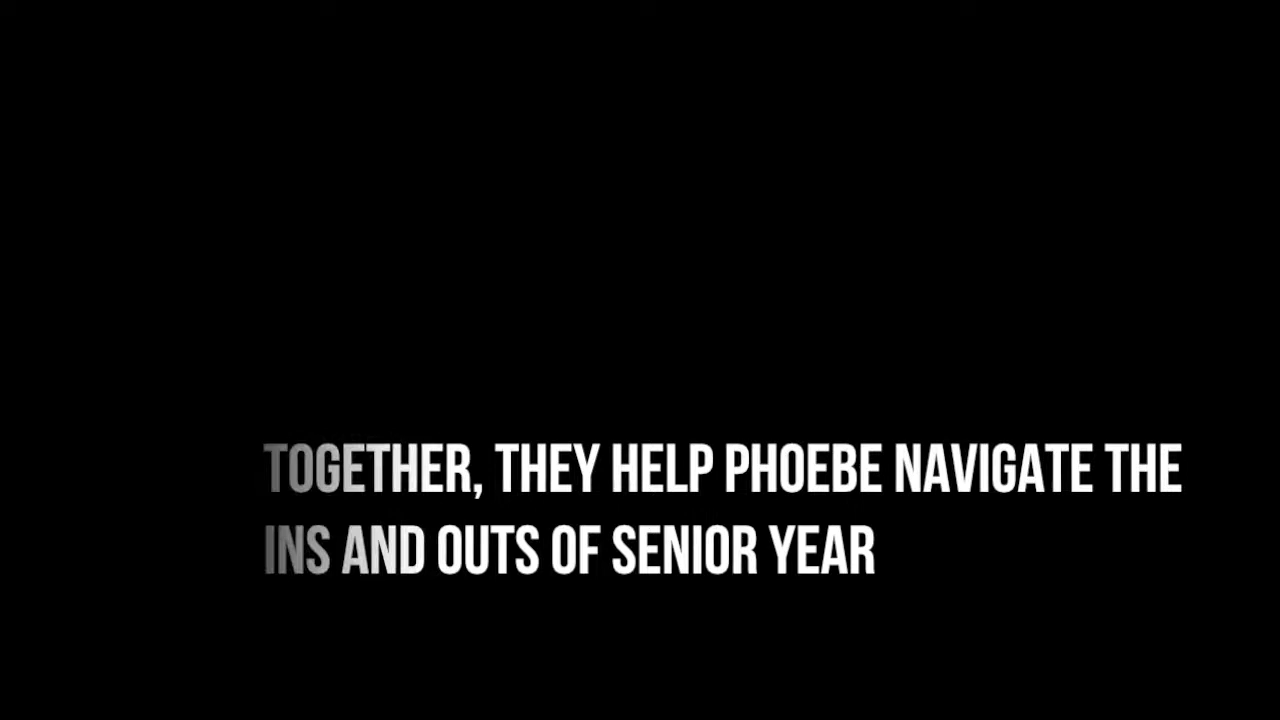 TOGETHER, THEY HELP PHOEBE NAVIGATE THE
INS AND OUTS OF SENIOR YEAR